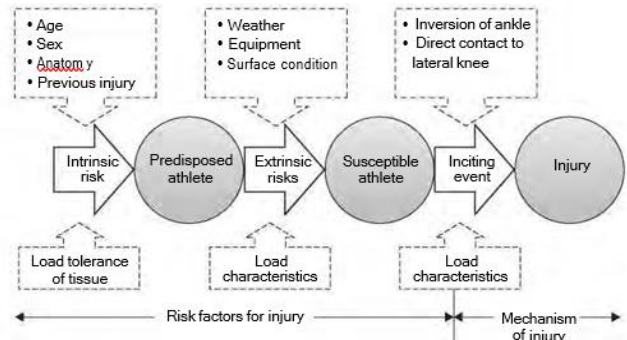 • Age
• Sex
• Anatom y
• Previous injury
• Weather
• Equipment
• Surface condition
• Inversion of ankle
• Direct contact to
lateral knee
Intrinsic
risk
Predisposed
athlete
Extrinsic
risks
Susceptible
athlete
Inciting
event
Injury
Load tolerance
of tissue
Load
characteristics
Load
characteristics
Risk factors for injury
Mechanism
of injury